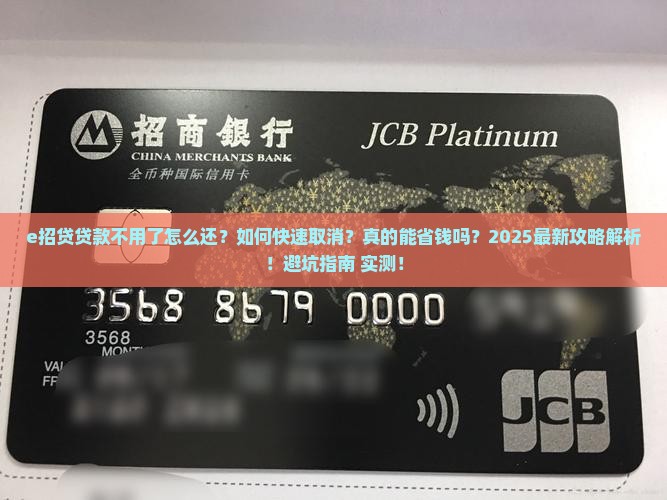 招商銀行
CHINA MERCHANTS BANK
全币种国际信用卡
JCB Platinum
e招贷贷款不用了怎么还？如何快速取消？真的能省钱吗？2025最新攻略解析
！避坑指南 实测！
3568 8679 0000
3568
MONTH
VAL
JCB